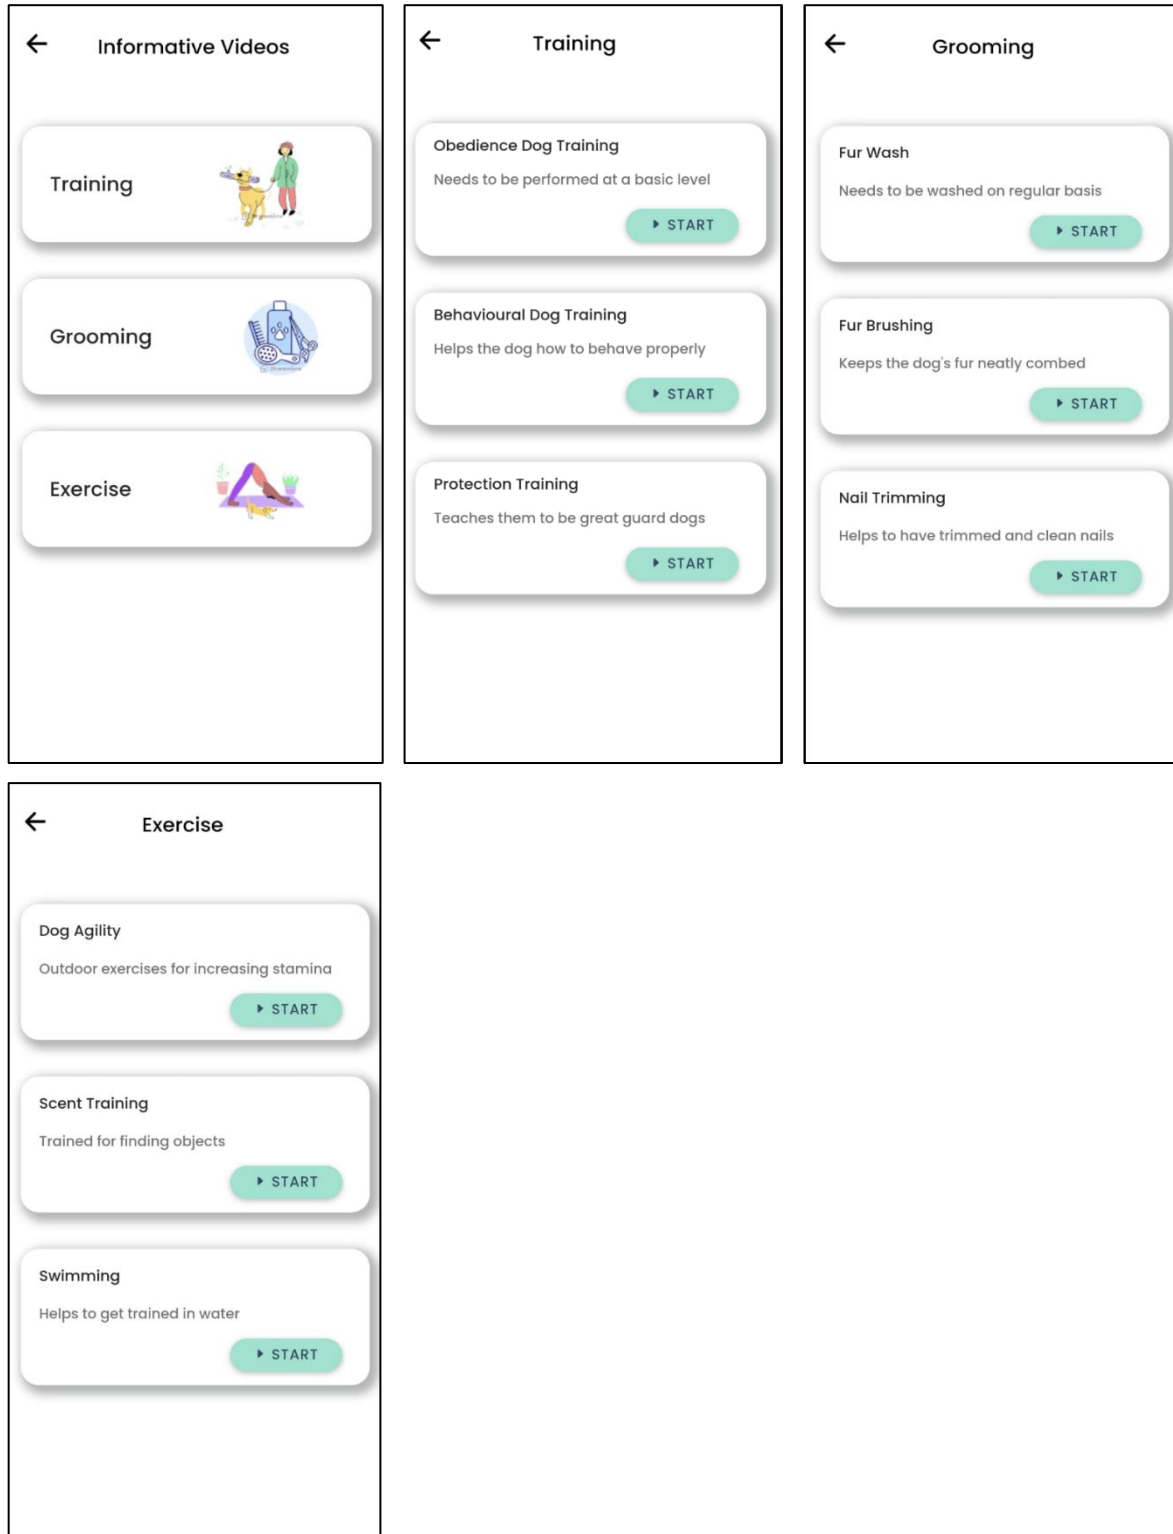 Informative Videos
Training
Grooming
Exercise
Training
Obedience Dog Training
Needs to be performed at a basic level
START
Behavioural Dog Training
Helps the dog how to behave properly
START
Protection Training
Teaches them to be great guard dogs
START
Grooming
Fur Wash
Needs to be washed on regular basis
START
Fur Brushing
Keeps the dog's fur neatly combed
START
Nail Trimming
Helps to have trimmed and clean nails
START
Exercise
Dog Agility
Outdoor exercises for increasing stamina
START
Scent Training
Trained for finding objects
START
Swimming
Helps to get trained in water
START